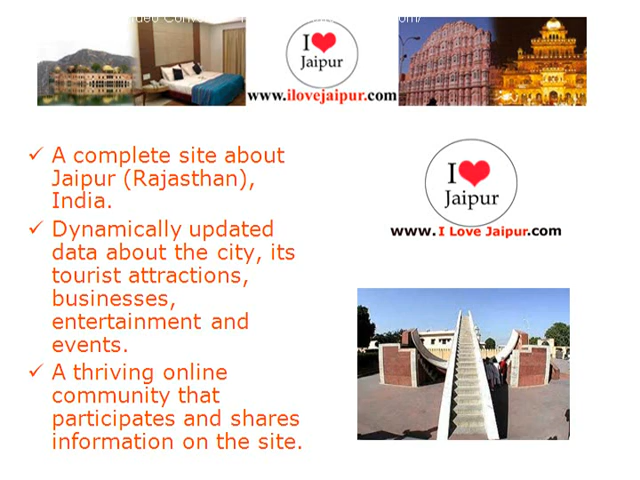 I
Jaipur
www.ilovejaipur.com
A complete site about
Jaipur (Rajasthan),
India.
Dynamically updated
data about the city, its
tourist attractions,
businesses,
entertainment and
events.
A thriving online
community that
participates and shares
information on the site.
I
Jaipur
www.I Love Jaipur.com